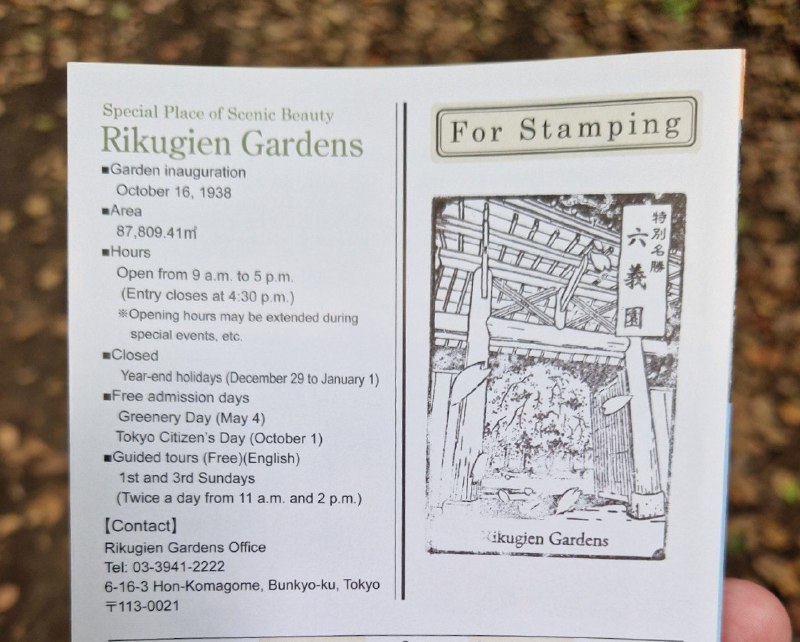 Special Place of Scenic Beauty
Rikugien Gardens
■Garden inauguration
October 16, 1938
■Area
87,809.41㎡
■Hours
Open from 9 a.m. to 5 p.m.
(Entry closes at 4:30 p.m.)
※Opening hours may be extended during
special events, etc.
■Closed
Year-end holidays (December 29 to January 1)
■Free admission days
Greenery Day (May 4)
Tokyo Citizen's Day (October 1)
■Guided tours (Free)(English)
1st and 3rd Sundays
(Twice a day from 11 a.m. and 2 p.m.)
【Contact】
Rikugien Gardens Office
Tel: 03-3941-2222
6-16-3 Hon-Komagome, Bunkyo-ku, Tokyo
〒113-0021
For Stamping
特別名勝
六義園
Rikugien Gardens